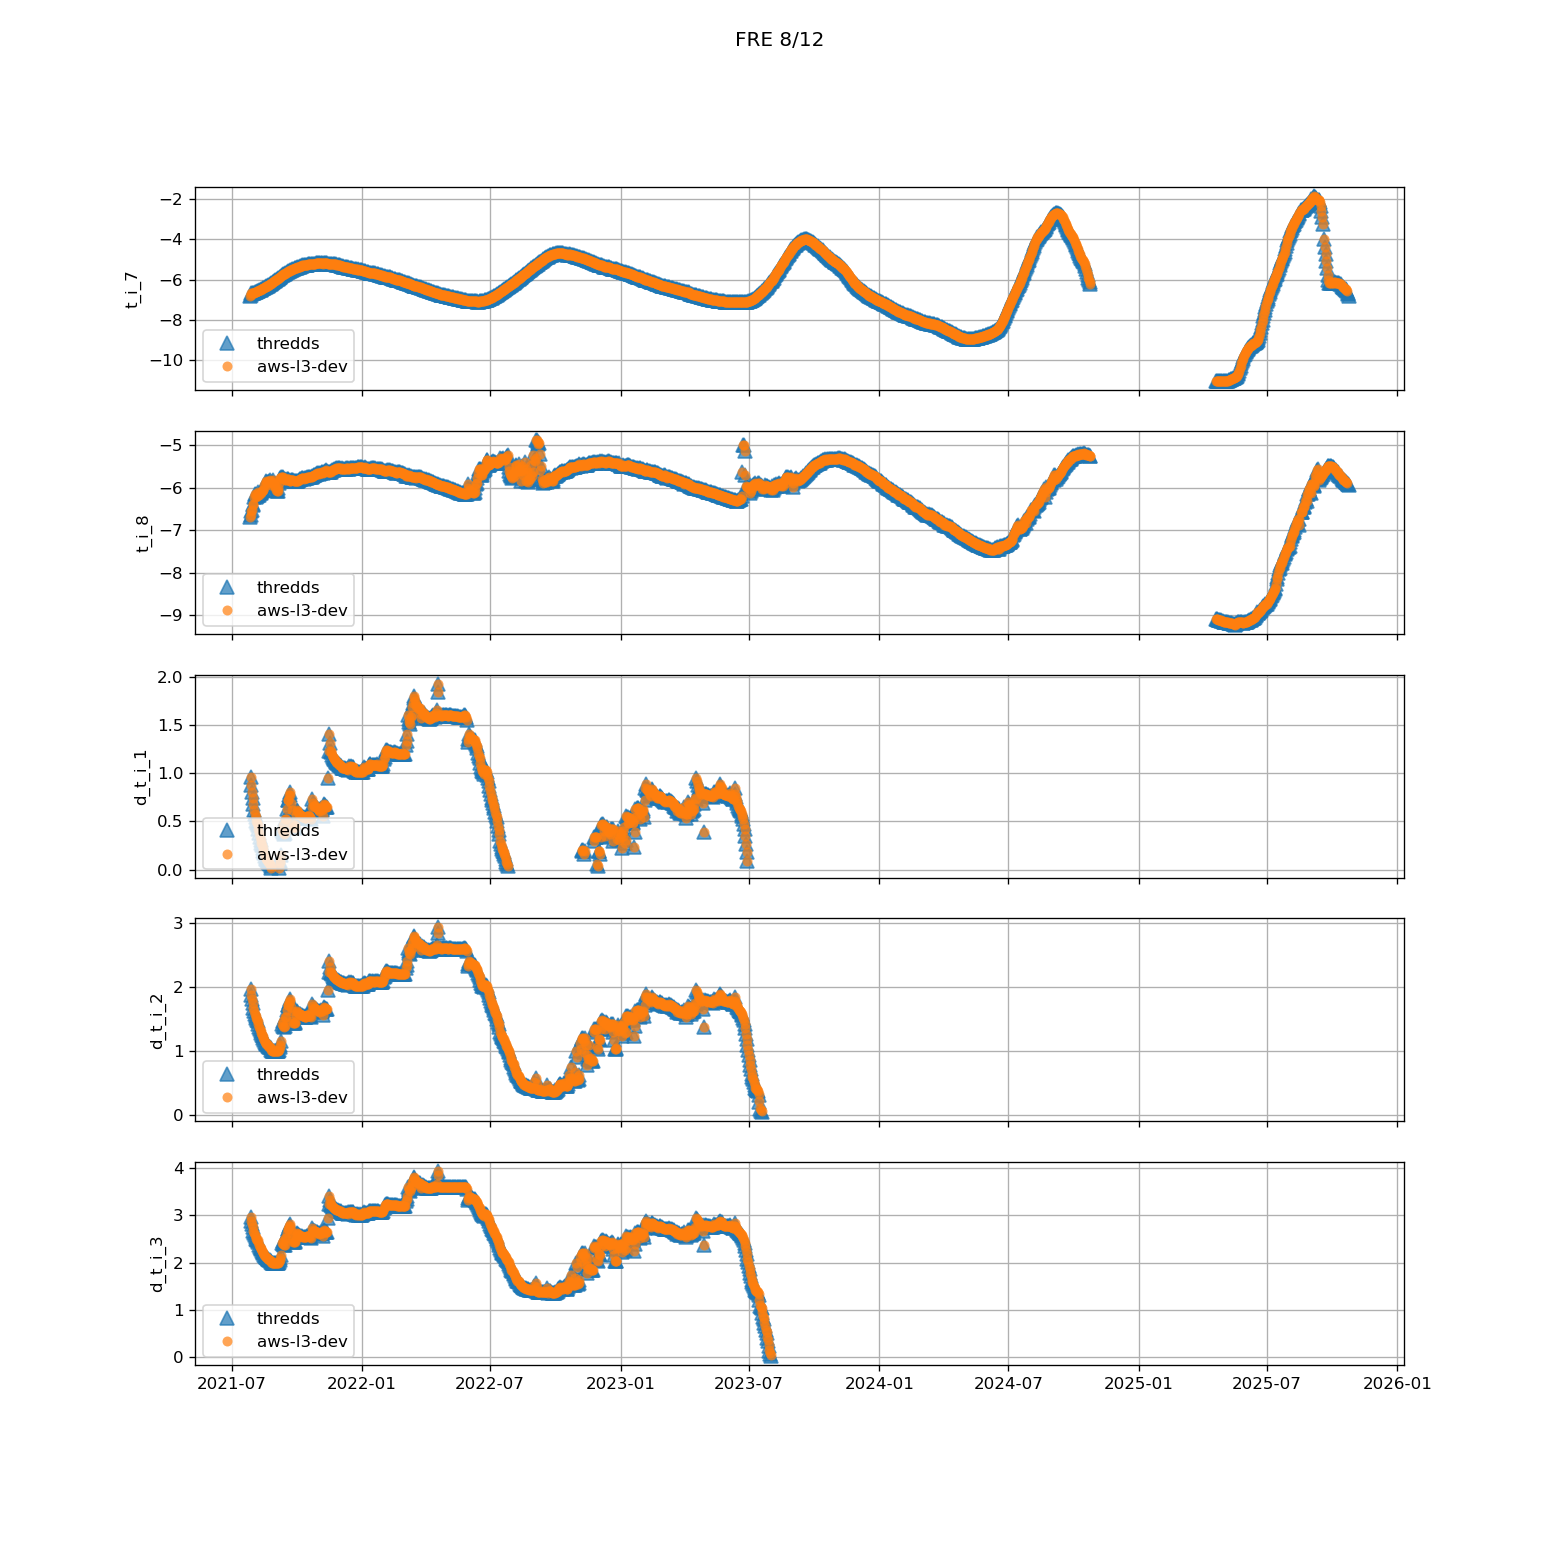 FRE 8/12
−2
−4
−6
−8
−10
t_i_7
thredds
aws-l3-dev
−5
−6
−7
−8
−9
t_i_8
thredds
aws-l3-dev
2.0
1.5
1.0
0.5
0.0
d_t_i_1
thredds
aws-l3-dev
3
2
1
0
d_t_i_2
thredds
aws-l3-dev
4
3
2
1
0
d_t_i_3
thredds
aws-l3-dev
2021-07 2022-01 2022-07 2023-01 2023-07 2024-01 2024-07 2025-01 2025-07 2026-01